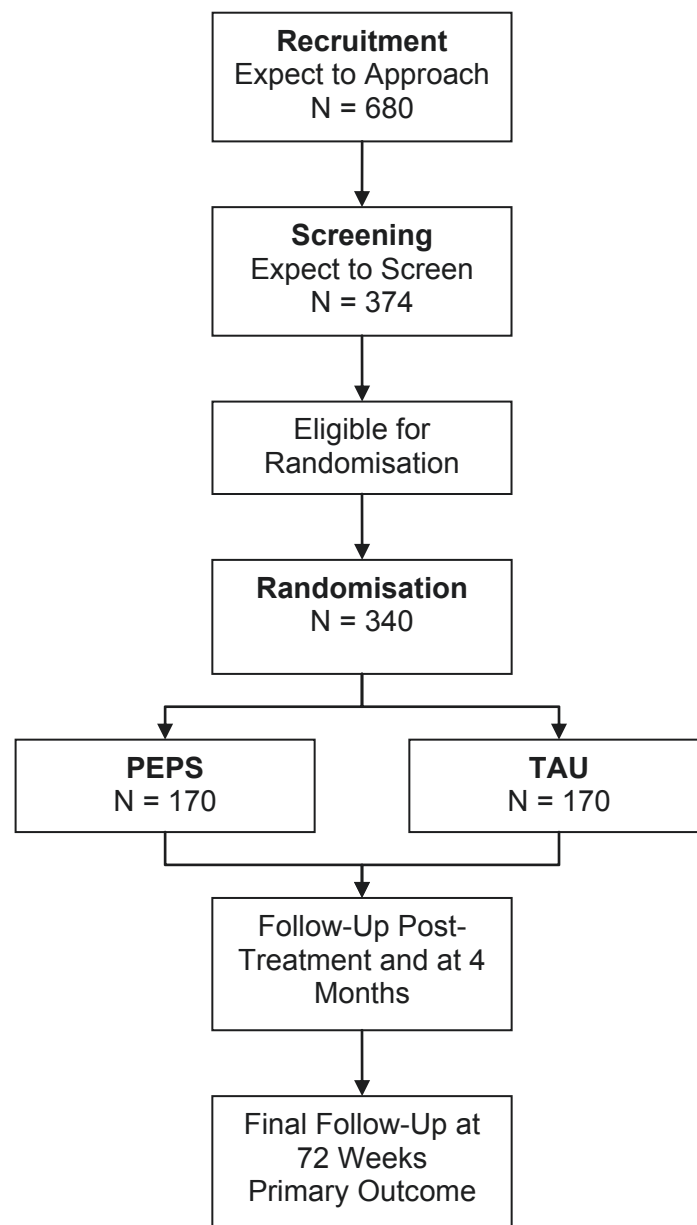 Recruitment
Expect to Approach
N = 680
Screening
Expect to Screen
N = 374
Eligible for
Randomisation
Randomisation
N = 340
PEPS
N = 170
TAU
N = 170
Follow-Up Post-
Treatment and at 4
Months
Final Follow-Up at
72 Weeks
Primary Outcome